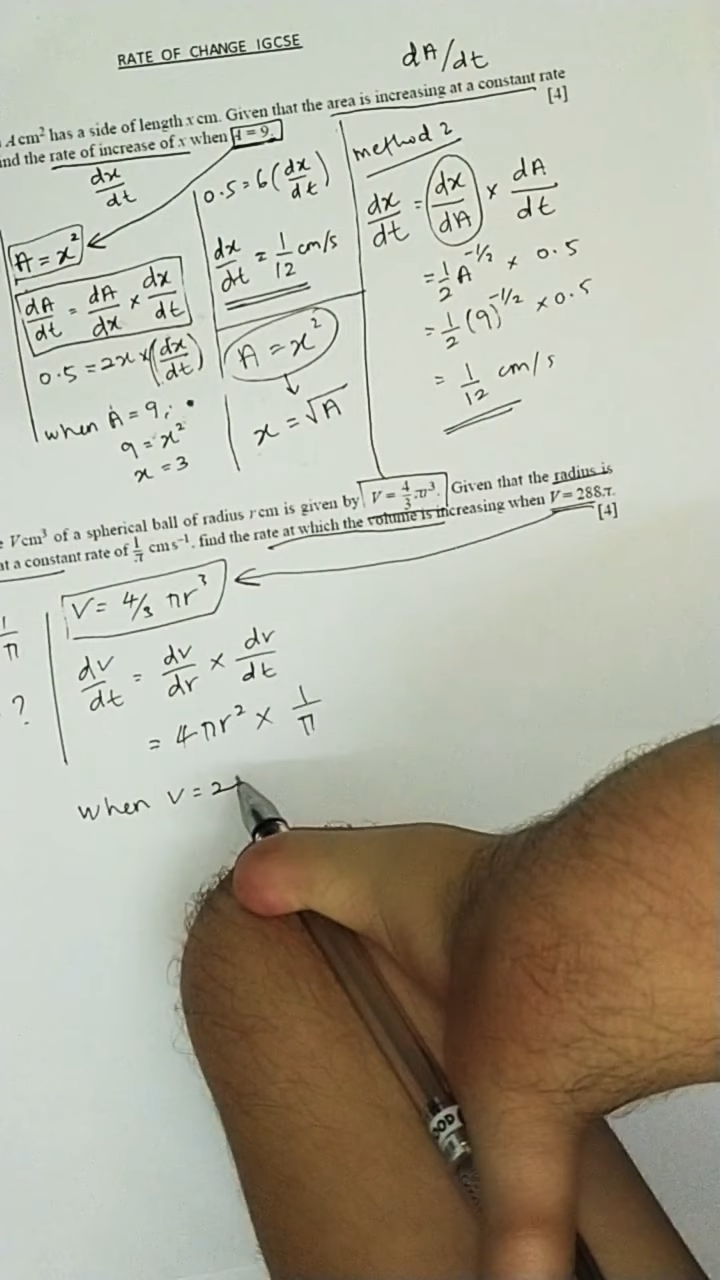 RATE OF CHANGE IGCSE
dA/dt
A cm² has a side of length x cm. Given that the area is increasing at a constant rate
find the rate of increase of x when A = 9.
[4]
dx/dt
A = x²
dA/dt = dA/dx × dx/dt
0.5 = 2x × (dx/dt)
when A = 9,
9 = x²
x = 3
0.5 = 6 (dx/dt)
dx/dt = 1/12 cm/s
A = x²
x = √A
method 2
dx/dt = dx/dA × dA/dt
= 1/2 A^-1/2 × 0.5
= 1/2 (9)^-1/2 × 0.5
= 1/12 cm/s
V cm³ of a spherical ball of radius r cm is given by V = 4/3 πr³. Given that the radius is
at a constant rate of 1/π cm s⁻¹, find the rate at which the volume is increasing when V = 288π.
[4]
1/π
?
V = 4/3 πr³
dv/dt = dv/dr × dr/dt
= 4πr² × 1/π
when V = 2
OOD